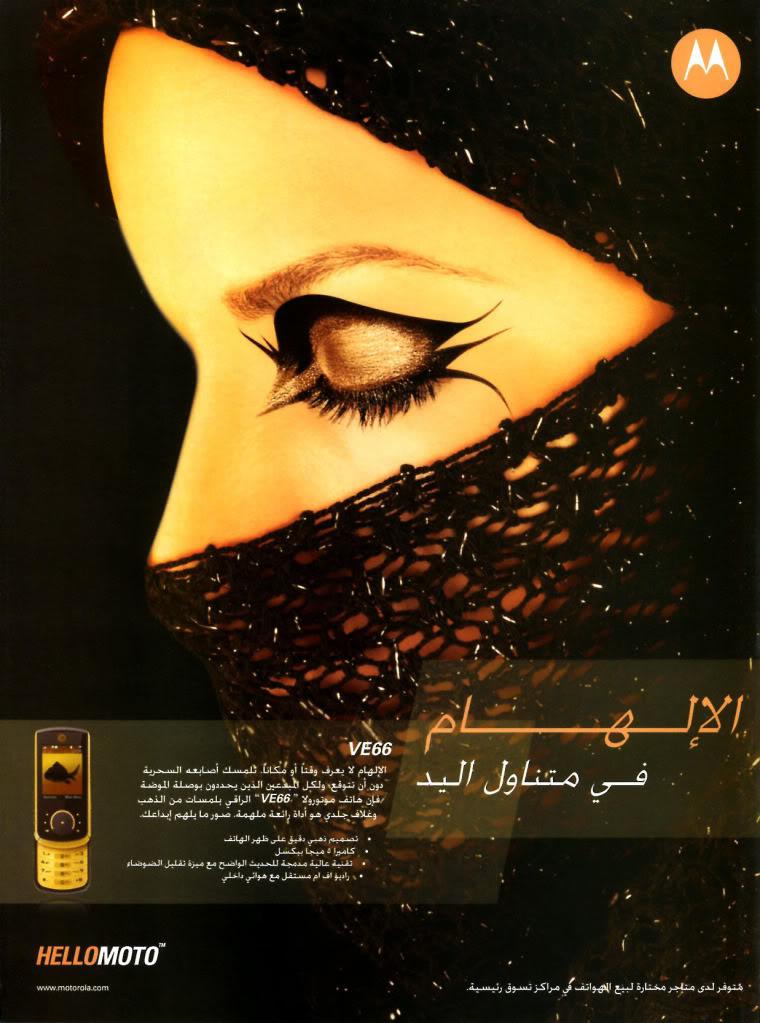 الإلهام
في متناول اليد
VE66
الإلهام لا يعرف وقتاً أو مكاناً. تلمسك أصابعه السحرية
دون أن تتوقع. ولكل المبدعين الذين يحددون بوصلة الموضة
فإن هاتف موتورولا "VE66" الراقي بلمسات من الذهب
وغلاف جلدي هو أداة رائعة ملهمة. صور ما يلهم إبداعك.
تصميم ذهبي دقيق على ظهر الهاتف
• كاميرا ٥ ميجا بيكسل
• تقنية عالية مدمجة للحديث الواضح مع ميزة تقليل الضوضاء
• راديو اف ام مستقل مع هوائي داخلي
HELLOMOTO™
www.motorola.com
مُتوفر لدى متاجر مختارة لبيع الهواتف في مراكز تسوق رئيسية.